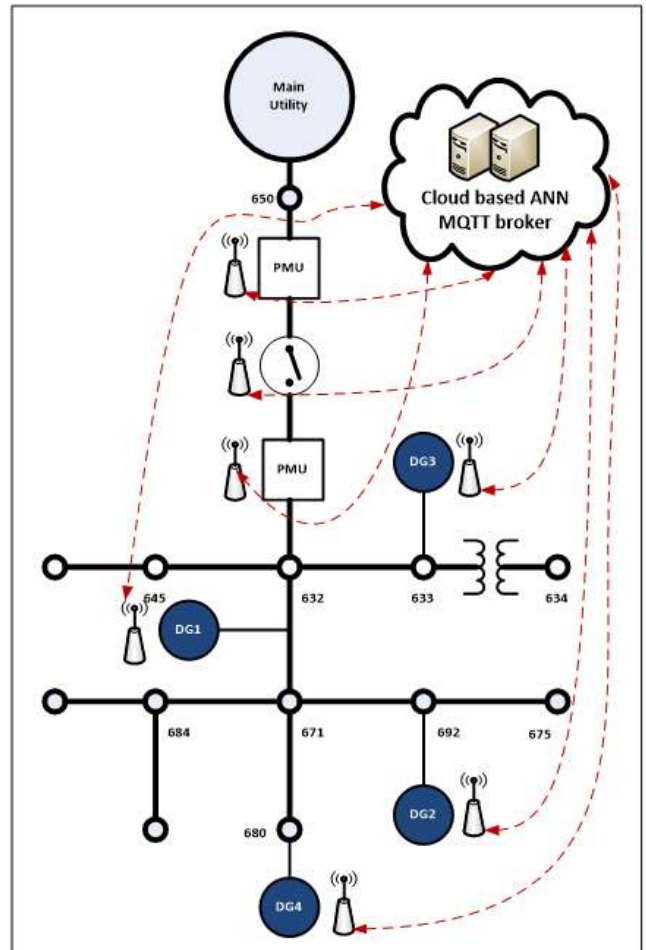 Main
Utility
Cloud based ANN
MQTT broker
650
PMU
PMU
DG3
645
632
633
634
DG1
684
671
692
675
DG2
680
DG4